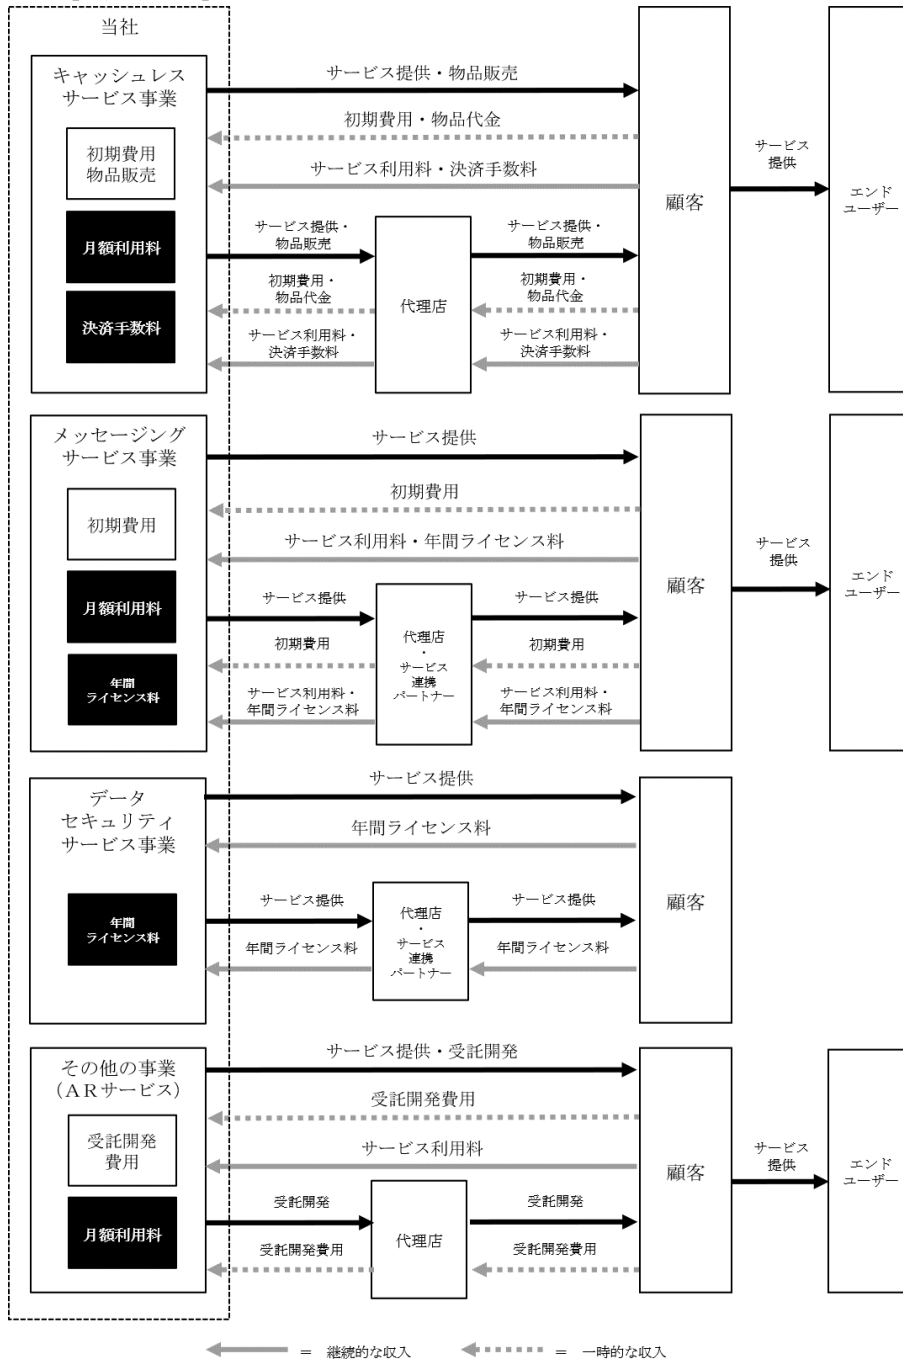 当社
キャッシュレス
サービス事業
初期費用
物品販売
月額利用料
決済手数料
サービス提供・物品販売
初期費用・物品代金
サービス利用料・決済手数料
サービス提供・
物品販売
初期費用・
物品代金
サービス利用料・
決済手数料
代理店
サービス提供・
物品販売
初期費用・
物品代金
サービス利用料・
決済手数料
顧客
サービス
提供
エンド
ユーザー
メッセージング
サービス事業
初期費用
月額利用料
年間
ライセンス料
サービス提供
初期費用
サービス利用料・年間ライセンス料
サービス提供
初期費用
サービス利用料・
年間ライセンス料
代理店
・
サービス
連携
パートナー
サービス提供
初期費用
サービス利用料・
年間ライセンス料
顧客
サービス
提供
エンド
ユーザー
データ
セキュリティ
サービス事業
年間
ライセンス料
サービス提供
年間ライセンス料
サービス提供
年間ライセンス料
代理店
・
サービス
連携
パートナー
サービス提供
年間ライセンス料
顧客
その他の事業
（ARサービス）
受託開発
費用
月額利用料
サービス提供・受託開発
受託開発費用
サービス利用料
受託開発
受託開発費用
代理店
受託開発
受託開発費用
顧客
サービス
提供
エンド
ユーザー
＝ 継続的な収入
＝ 一時的な収入